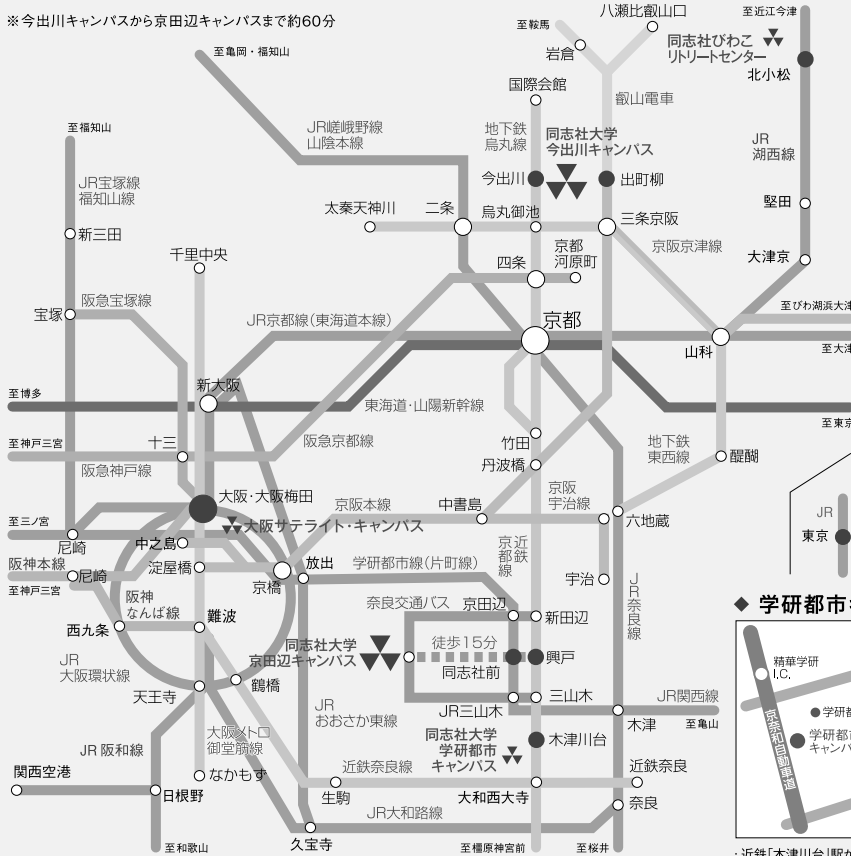 ※今出川キャンパスから京田辺キャンパスまで約60分
至鞍馬
八瀬比叡山口
至近江今津
岩倉
同志社びわこ
リトリートセンター
北小松
至亀岡・福知山
国際会館
叡山電車
至福知山
JR嵯峨野線
山陰本線
地下鉄
烏丸線
同志社大学
今出川キャンパス
JR
湖西線
JR宝塚線
福知山線
今出川
出町柳
堅田
太秦天神川
二条
烏丸御池
三条京阪
新三田
京阪京津線
千里中央
四条
京都
河原町
大津京
宝塚
阪急宝塚線
JR京都線(東海道本線)
京都
至びわ湖浜大津
山科
至大津
新大阪
至博多
東海道・山陽新幹線
至東京
至神戸三宮
十三
阪急京都線
竹田
地下鉄
東西線
阪急神戸線
丹波橋
醍醐
大阪・大阪梅田
京阪本線
中書島
京阪
宇治線
JR
至三ノ宮
大阪サテライト・キャンパス
六地蔵
東京
尼崎
中之島
放出
学研都市線(片町線)
近鉄
京都線
阪神本線
淀屋橋
尼崎
京橋
宇治
至神戸三宮
JR奈良線
阪神
なんば線
奈良交通バス
京田辺
新田辺
◆ 学研都市
西九条
難波
同志社大学
京田辺キャンパス
徒歩15分
興戸
JR
大阪環状線
同志社前
精華学研
I.C.
鶴橋
天王寺
三山木
JR関西線
JR三山木
木津
至亀山
JR
おおさか東線
学研都
大阪メトロ
御堂筋線
同志社大学
学研都市
キャンパス
木津川台
学研都市
キャンパ
JR 阪和線
京奈和自動車道
関西空港
なかもず
近鉄奈良線
近鉄奈良
日根野
生駒
大和西大寺
奈良
JR大和路線
久宝寺
至和歌山
至橿原神宮前
至桜井
・近鉄「木津川台」駅か